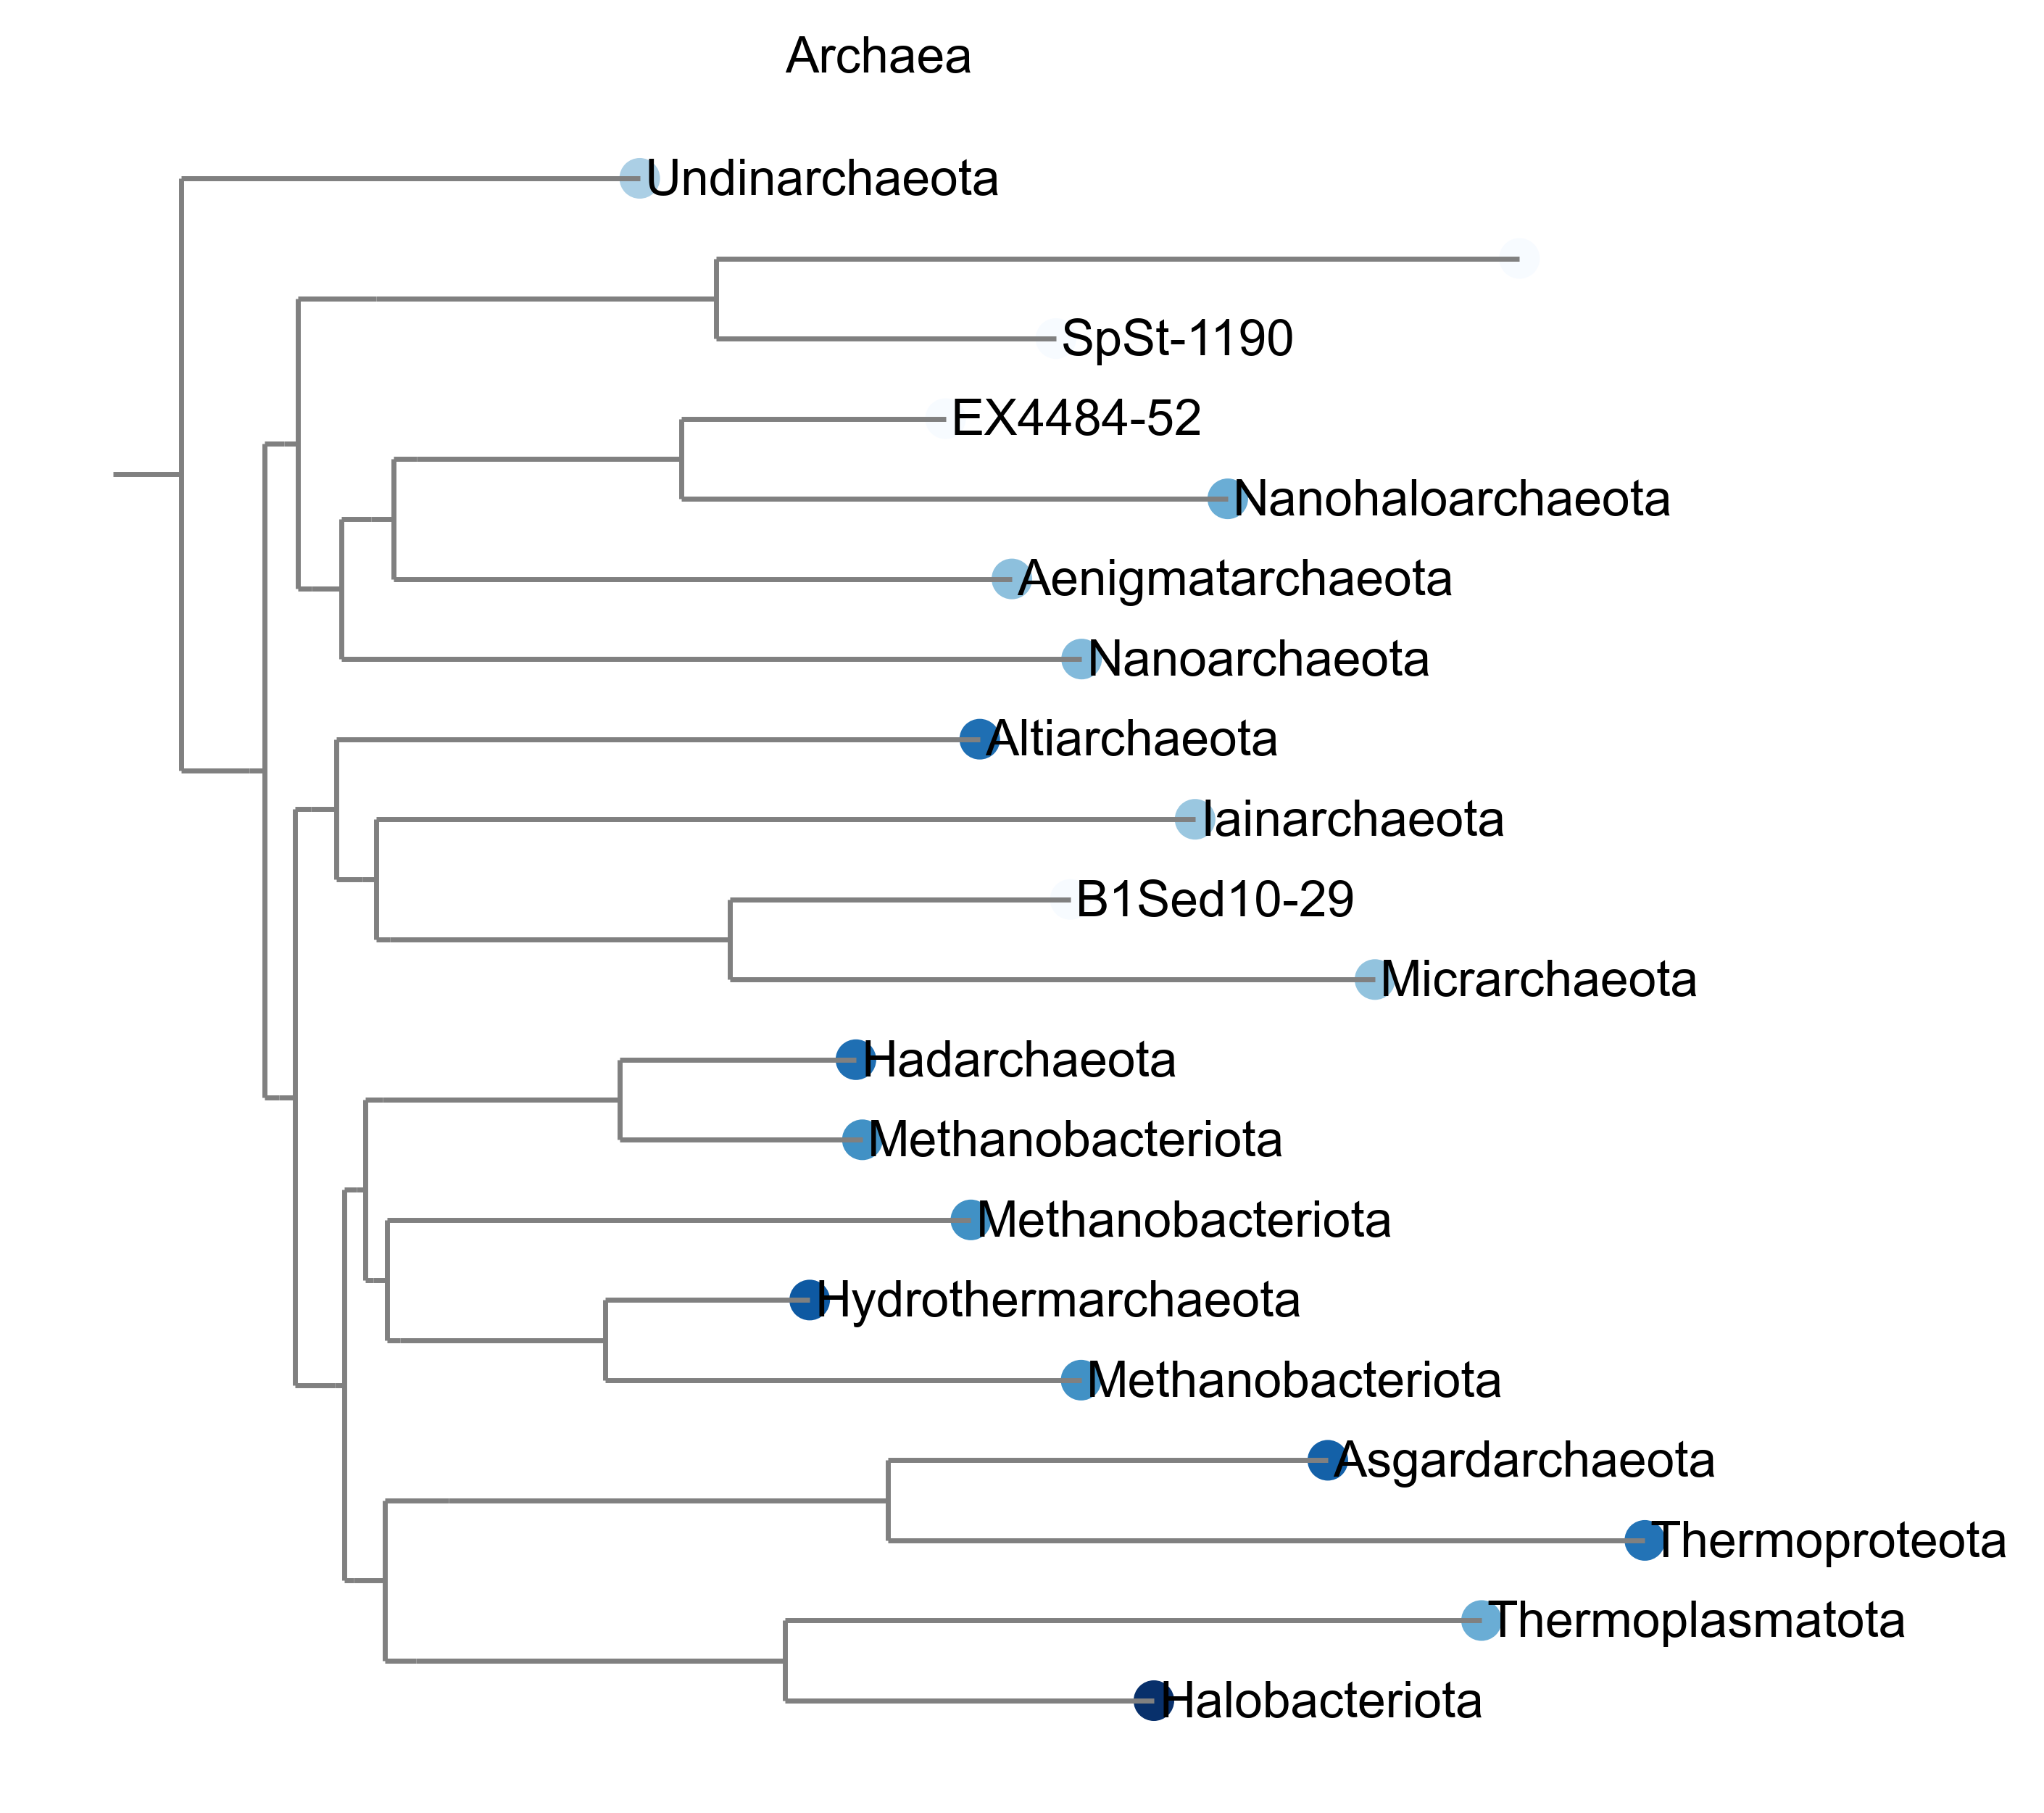 Archaea
Undinarchaeota
SpSt-1190
EX4484-52
Nanohaloarchaeota
Aenigmatarchaeota
Nanoarchaeota
Altiarchaeota
Iainarchaeota
B1Sed10-29
Micrarchaeota
Hadarchaeota
Methanobacteriota
Methanobacteriota
Hydrothermarchaeota
Methanobacteriota
Asgardarchaeota
Thermoproteota
Thermoplasmatota
Halobacteriota